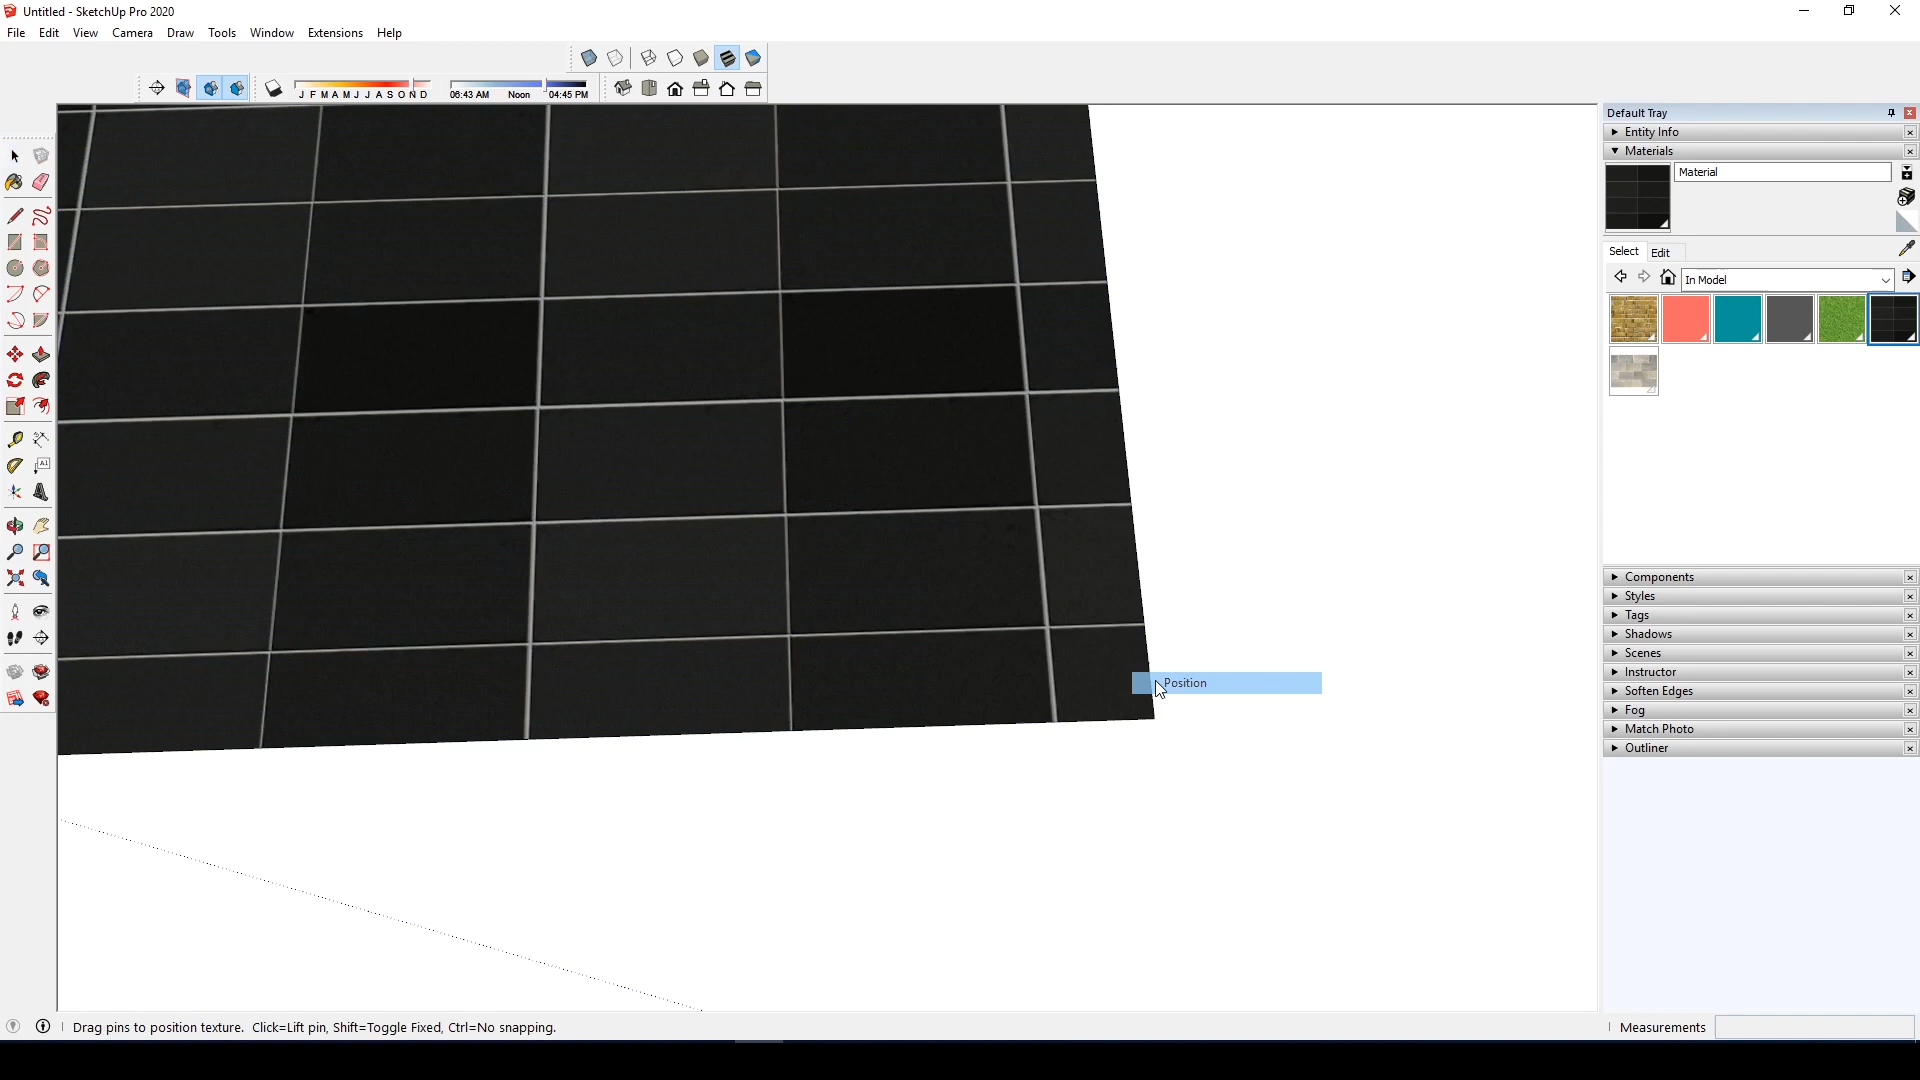 Untitled - SketchUp Pro 2020
File Edit View Camera Draw Tools Window Extensions Help
J F M A M J J A S O N D 06:43 AM Noon 04:45 PM
Default Tray
Entity Info
Materials
Material
Select Edit
In Model
A1
Position
Components
Styles
Tags
Shadows
Scenes
Instructor
Soften Edges
Fog
Match Photo
Outliner
Drag pins to position texture. Click=Lift pin, Shift=Toggle Fixed, Ctrl=No snapping.
Measurements